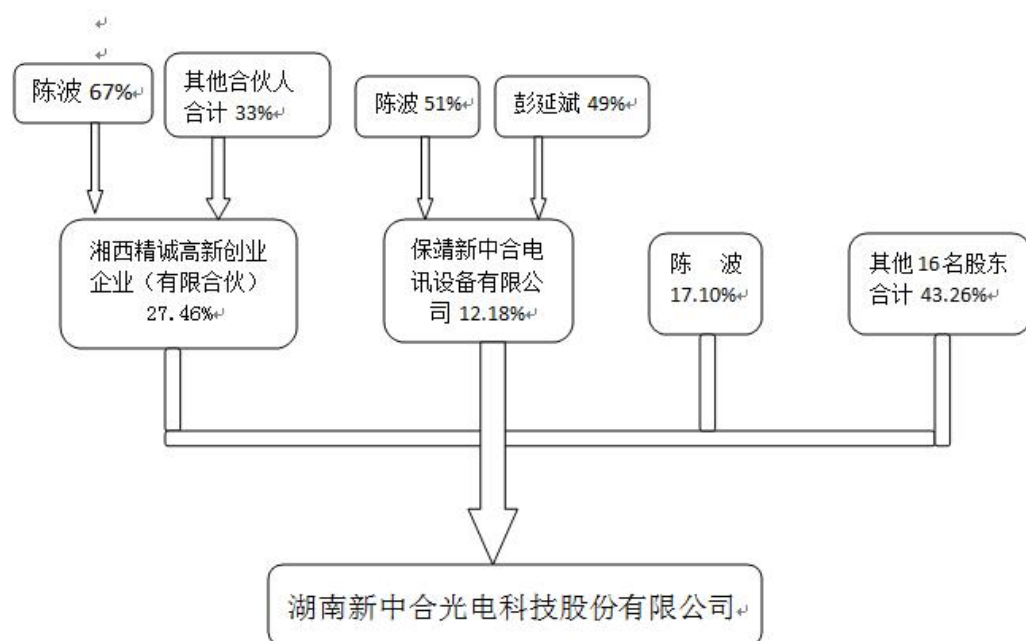 陈波 67%
其他合伙人
合计 33%
陈波 51%
彭延斌 49%
湘西精诚高新创业
企业（有限合伙）
27.46%
保靖新中合电
讯设备有限公
司 12.18%
陈 波
17.10%
其他 16 名股东
合计 43.26%
湖南新中合光电科技股份有限公司